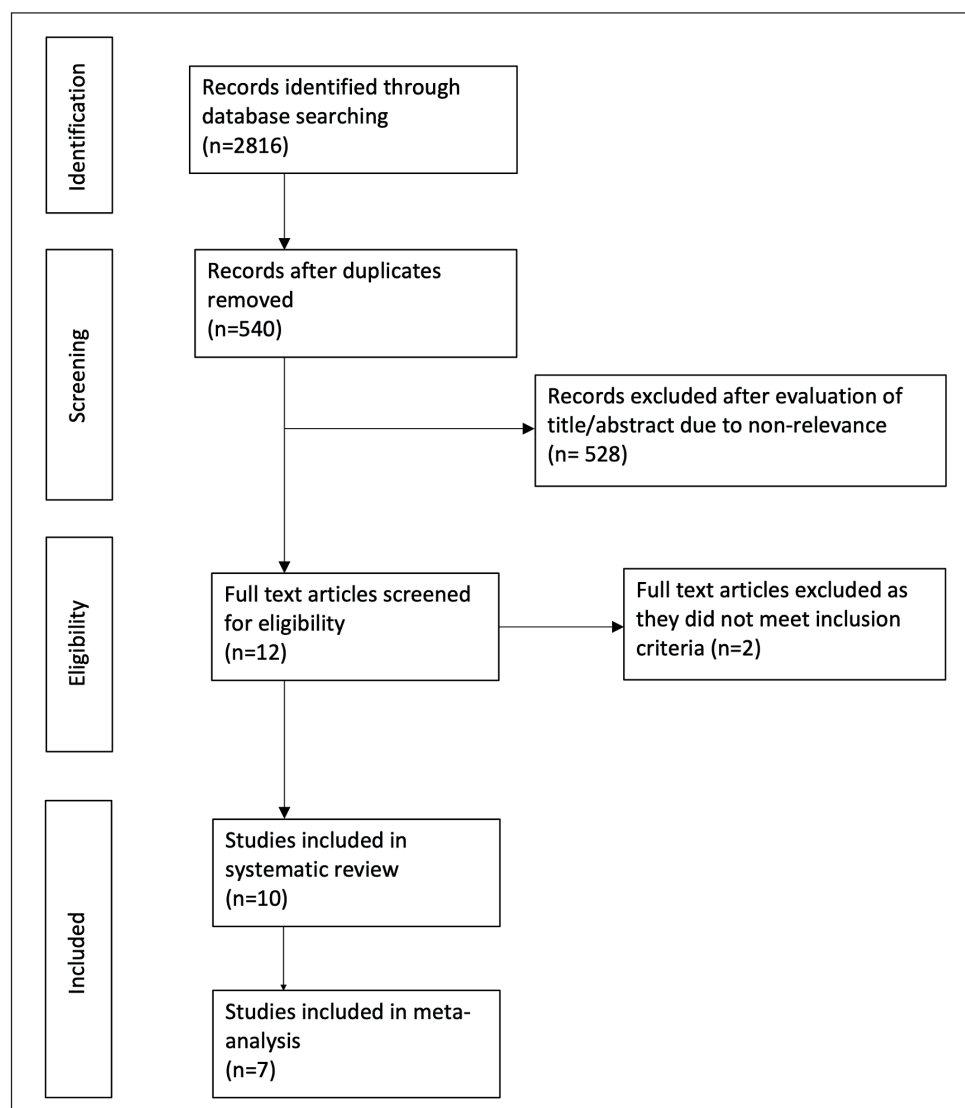 Identification
Records identified through
database searching
(n=2816)
Screening
Records after duplicates
removed
(n=540)
Records excluded after evaluation of
title/abstract due to non-relevance
(n= 528)
Eligibility
Full text articles screened
for eligibility
(n=12)
Full text articles excluded as
they did not meet inclusion
criteria (n=2)
Included
Studies included in
systematic review
(n=10)
Studies included in meta-
analysis
(n=7)